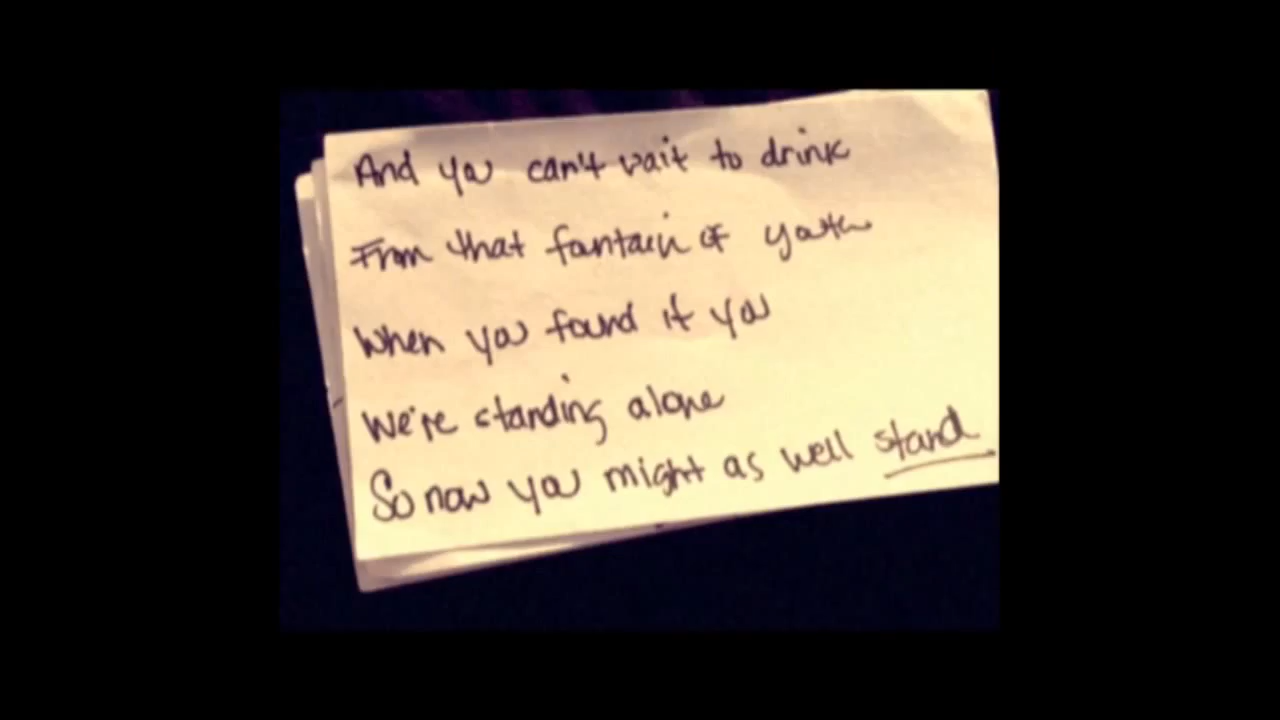 And you can't wait to drink
From that fountain of youth
When you found it you
We're standing alone
So now you might as well stand